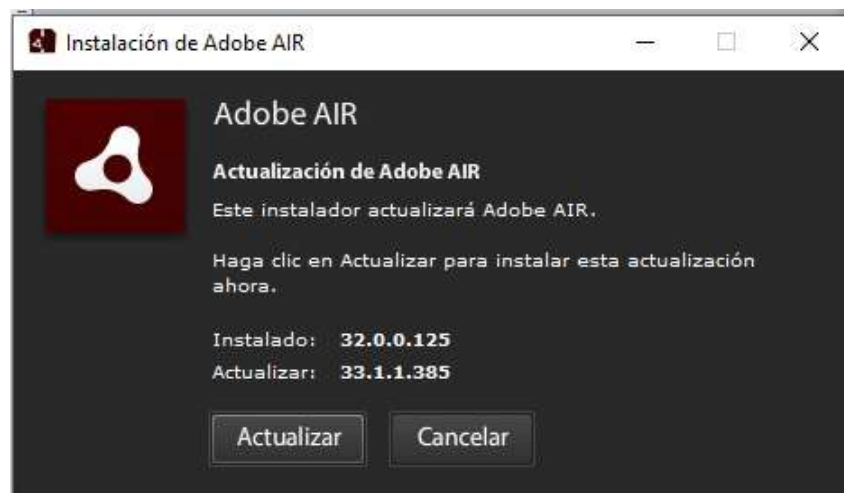 Instalación de Adobe AIR
Adobe AIR
Actualización de Adobe AIR
Este instalador actualizará Adobe AIR.
Haga clic en Actualizar para instalar esta actualización
ahora.
Instalado: 32.0.0.125
Actualizar: 33.1.1.385
Actualizar Cancelar